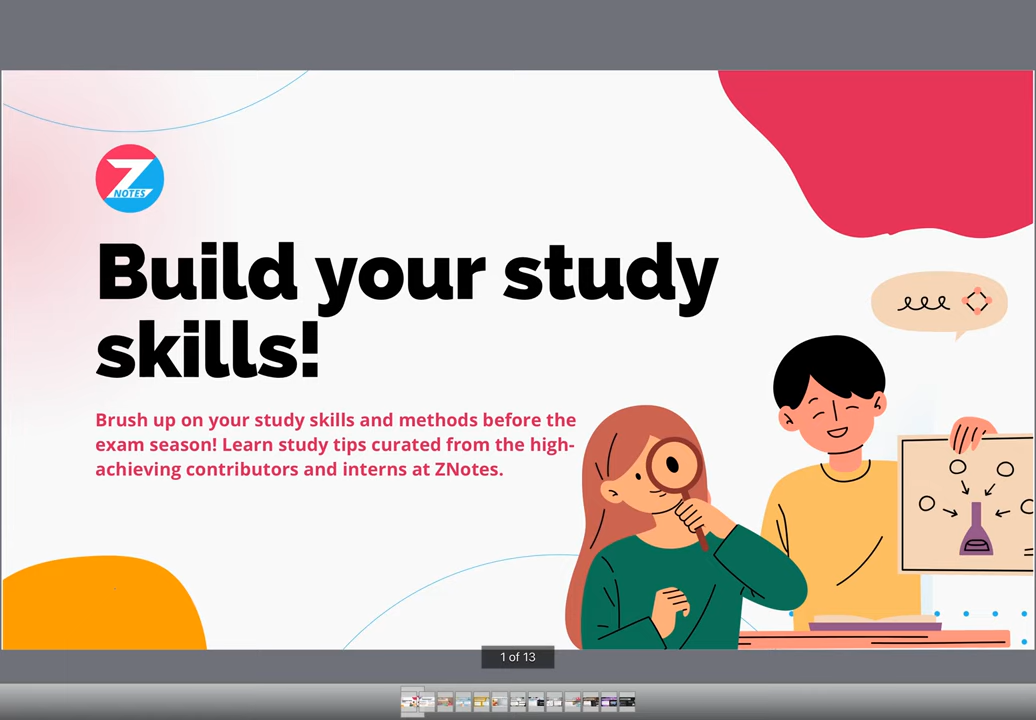 Z
NOTES
Build your study
skills!
Brush up on your study skills and methods before the
exam season! Learn study tips curated from the high-
achieving contributors and interns at ZNotes.
1 of 13